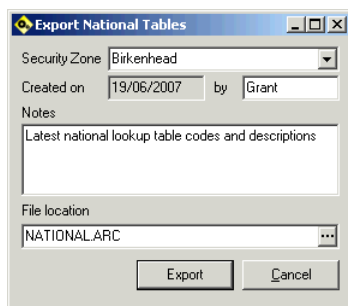 Export National Tables
Security Zone Birkenhead
Created on 19/06/2007 by Grant
Notes
Latest national lookup table codes and descriptions
File location
NATIONAL.ARC ...
Export Cancel